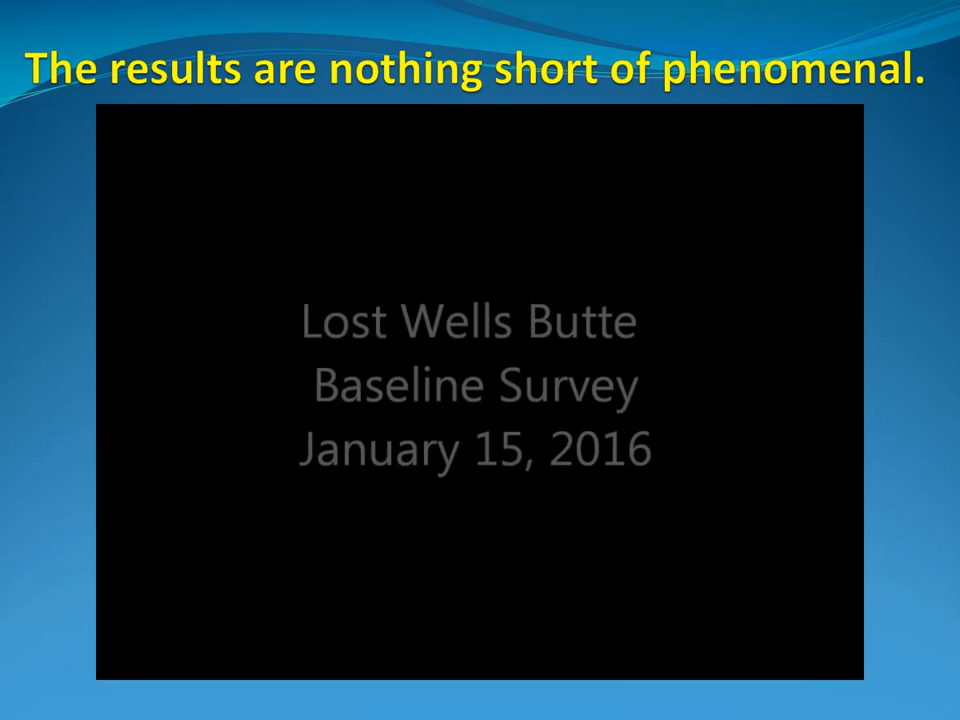 The results are nothing short of phenomenal.
Lost Wells Butte
Baseline Survey
January 15, 2016